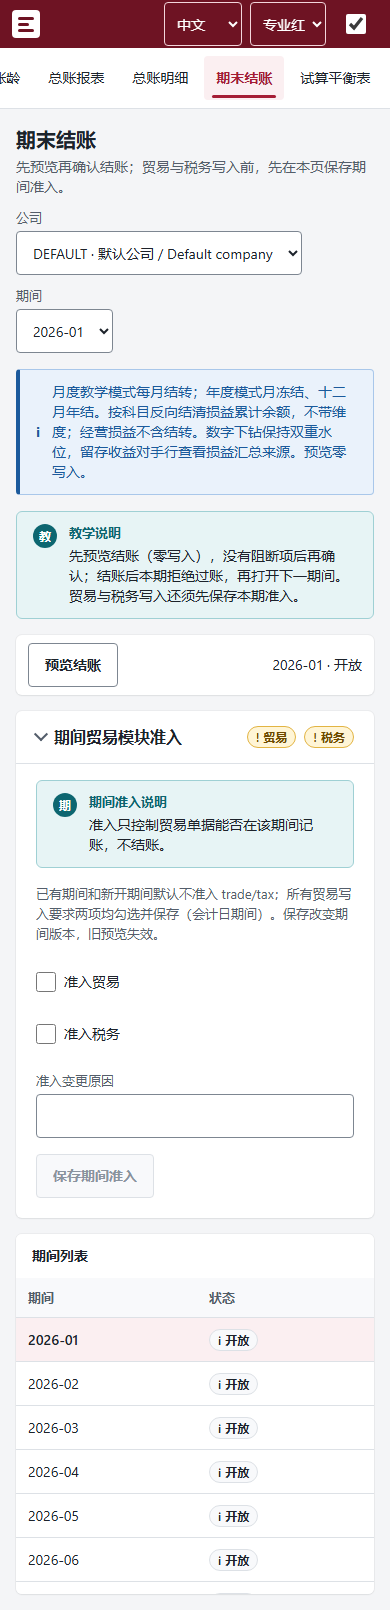 中文
专业红
账龄
总账报表
总账明细
期末结账
试算平衡表
期末结账
先预览再确认结账；贸易与税务写入前，先在本页保存期
间准入。
公司
DEFAULT · 默认公司 / Default company
期间
2026-01
i
月度教学模式每月结转；年度模式月冻结、十二
月年结。按科目反向结清损益累计余额，不带维
度；经营损益不含结转。数字下钻保持双重水
位，留存收益对手行查看损益汇总来源。预览零
写入。
教
教学说明
先预览结账（零写入），没有阻断项后再确
认；结账后本期拒绝过账，再打开下一期间。
贸易与税务写入还须先保存本期准入。
预览结账
2026-01 · 开放
期间贸易模块准入
! 贸易
! 税务
期
期间准入说明
准入只控制贸易单据能否在该期间记
账，不结账。
已有期间和新开期间默认不准入 trade/tax；所有贸易写
入要求两项均勾选并保存（会计日期间）。保存改变期
间版本，旧预览失效。
准入贸易
准入税务
准入变更原因
保存期间准入
期间列表
期间 状态
2026-01 i 开放
2026-02 i 开放
2026-03 i 开放
2026-04 i 开放
2026-05 i 开放
2026-06 i 开放